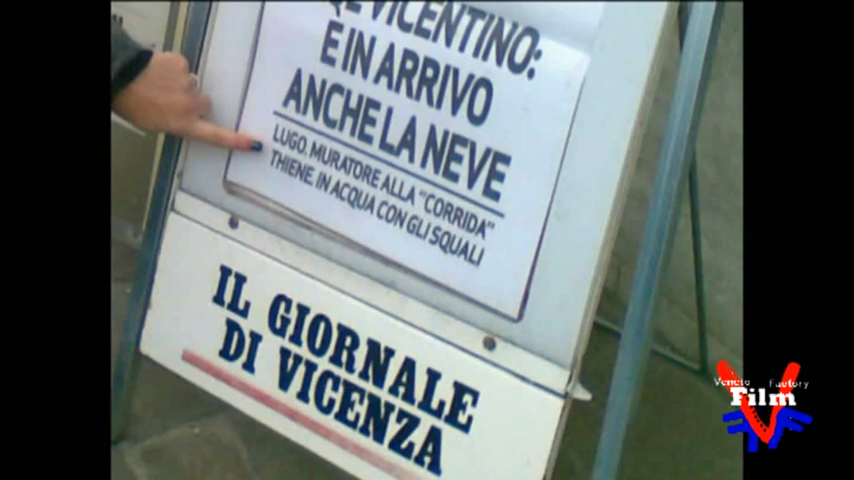 VICENTINO:
E IN ARRIVO
ANCHE LA NEVE
LUGO. MURATORE ALLA "CORRIDA"
THIENE. IN ACQUA CON GLI SQUALI
IL GIORNALE
DI VICENZA
Veneto Factory
Film